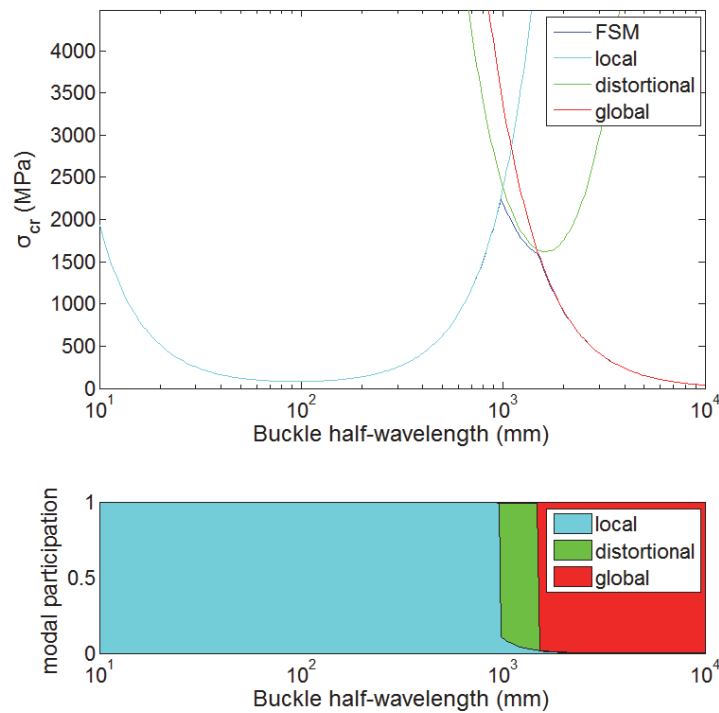 4500
4000
3500
3000
2500
2000
1500
1000
500
0
σcr (MPa)
FSM
local
distortional
global
10^1
10^2
10^3
10^4
Buckle half-wavelength (mm)
1
0.5
0
modal participation
local
distortional
global
10^1
10^2
10^3
10^4
Buckle half-wavelength (mm)